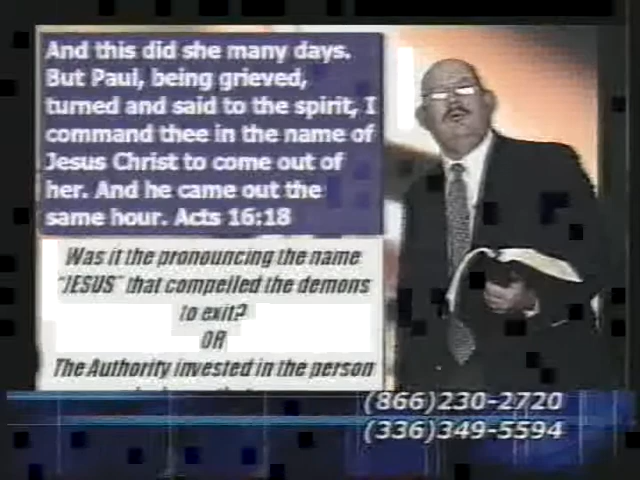 And this did she many days.
But Paul, being grieved,
turned and said to the spirit, I
command thee in the name of
Jesus Christ to come out of
her. And he came out the
same hour. Acts 16:18
Was it the pronouncing the name
"JESUS" that compelled the demons
to exit?
OR
The Authority invested in the person
(866)230-2720
(336)349-5594